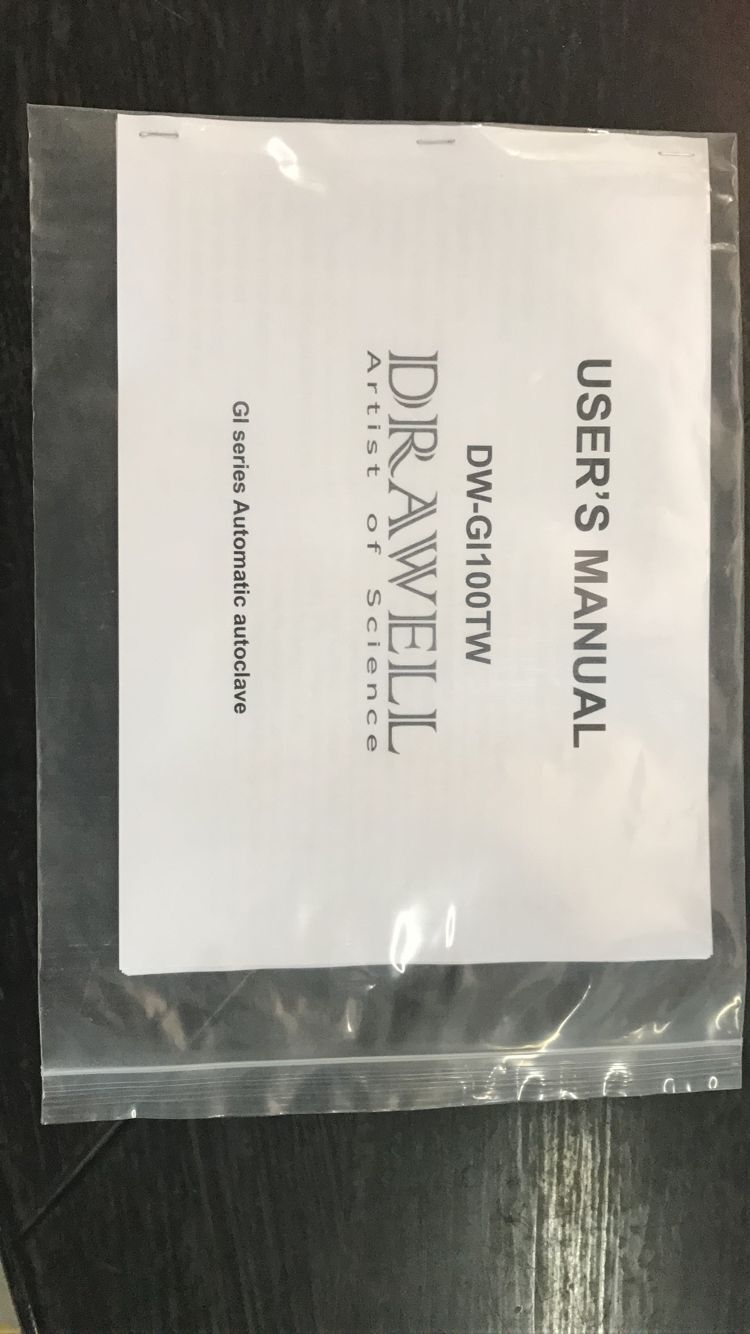 USER'S MANUAL
DW-GI100TW
DRAWELL
Artist of Science
GI series Automatic autoclave